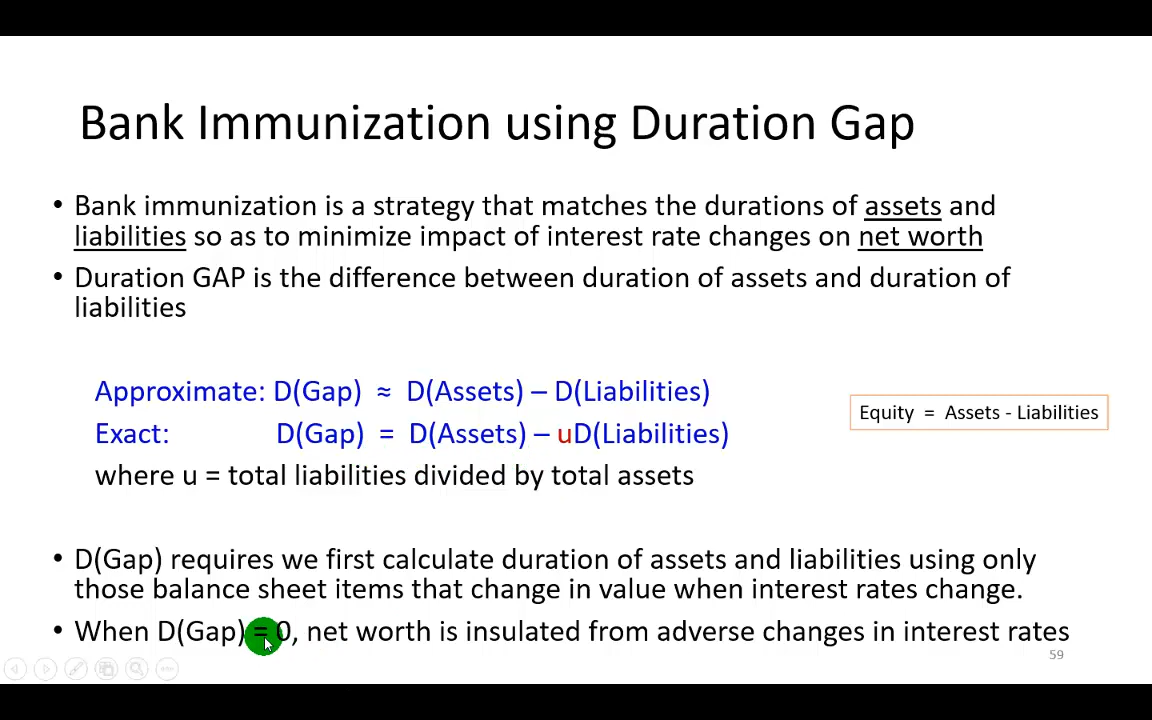 Bank Immunization using Duration Gap
• Bank immunization is a strategy that matches the durations of assets and
liabilities so as to minimize impact of interest rate changes on net worth
• Duration GAP is the difference between duration of assets and duration of
liabilities
Approximate: D(Gap) ≈ D(Assets) – D(Liabilities)
Exact: D(Gap) = D(Assets) – uD(Liabilities)
where u = total liabilities divided by total assets
Equity = Assets - Liabilities
• D(Gap) requires we first calculate duration of assets and liabilities using only
those balance sheet items that change in value when interest rates change.
• When D(Gap) = 0, net worth is insulated from adverse changes in interest rates
59